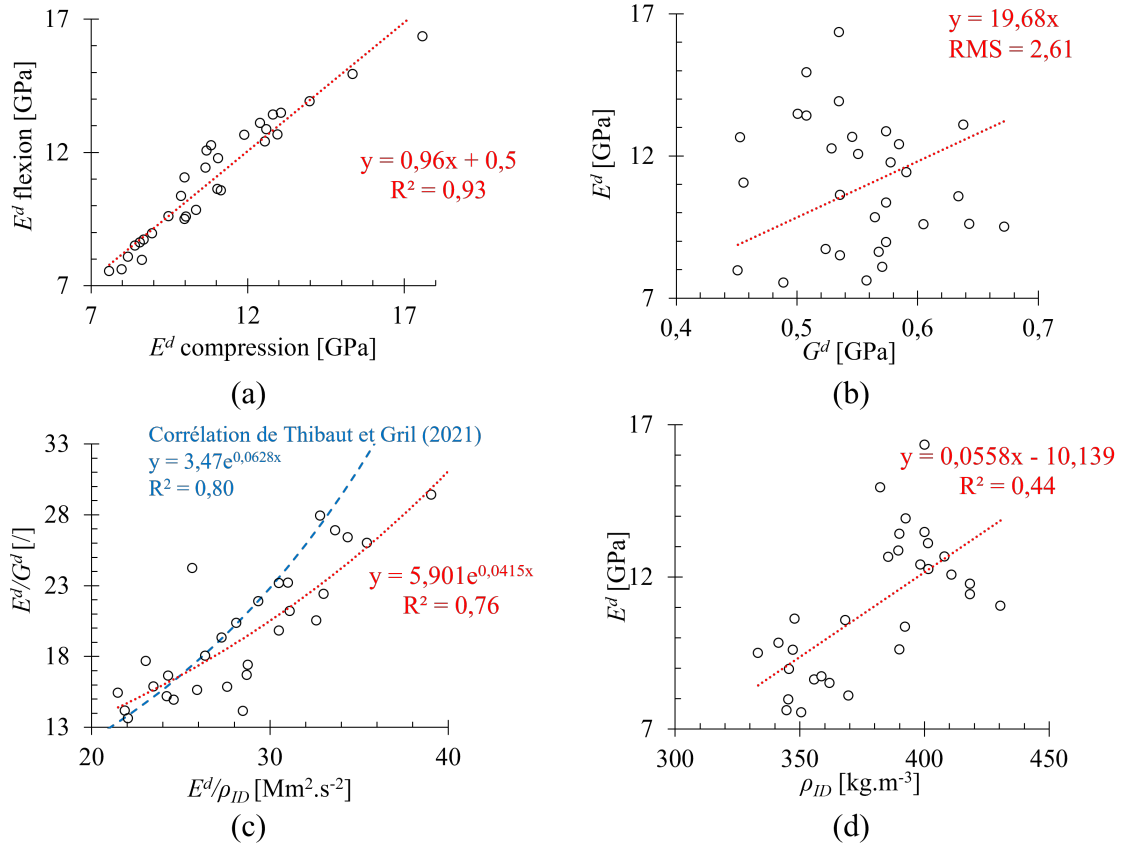 17
12
7
E^d flexion [GPa]
y = 0,96x + 0,5
R² = 0,93
7
12
17
E^d compression [GPa]
(a)
17
12
7
E^d [GPa]
y = 19,68x
RMS = 2,61
0,4
0,5
0,6
0,7
G^d [GPa]
(b)
33
28
23
18
13
E^d/G^d [/]
Corrélation de Thibaut et Gril (2021)
y = 3,47e^0,0628x
R² = 0,80
y = 5,901e^0,0415x
R² = 0,76
20
30
40
E^d/ρ_ID [Mm².s⁻²]
(c)
17
12
7
E^d [GPa]
y = 0,0558x - 10,139
R² = 0,44
300
350
400
450
ρ_ID [kg.m⁻³]
(d)